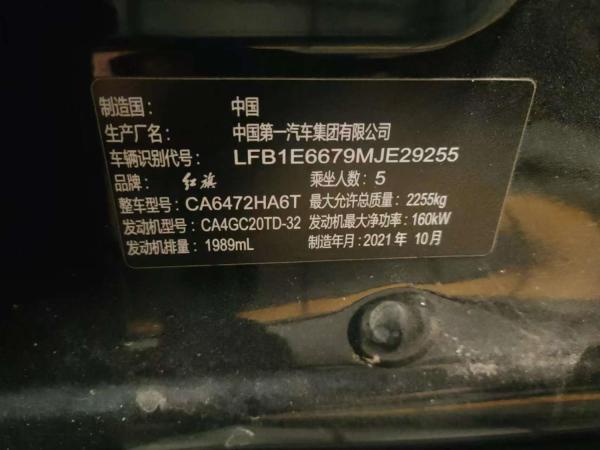 制造国： 中国
生产厂名： 中国第一汽车集团有限公司
车辆识别代号： LFB1E6679MJE29255
品牌： 红旗 乘坐人数：5
整车型号：CA6472HA6T 最大允许总质量：2255kg
发动机型号：CA4GC20TD-32 发动机最大净功率：160kW
发动机排量：1989mL 制造年月：2021年 10月